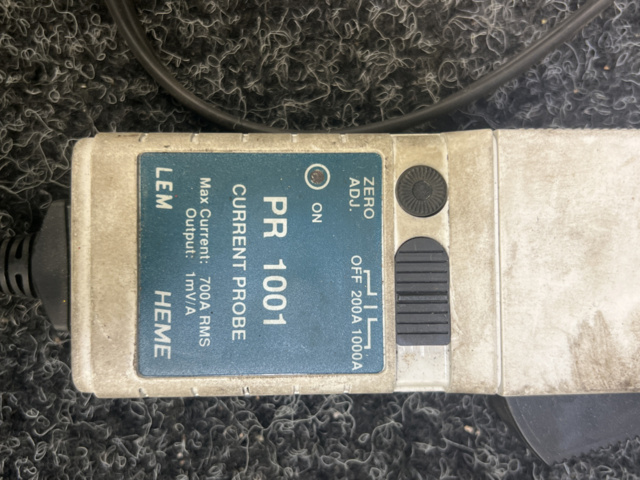 ZERO
ADJ.
OFF 200A 1000A
ON
PR 1001
CURRENT PROBE
Max Current: 700A RMS
Output: 1mV/A
LEM HEME